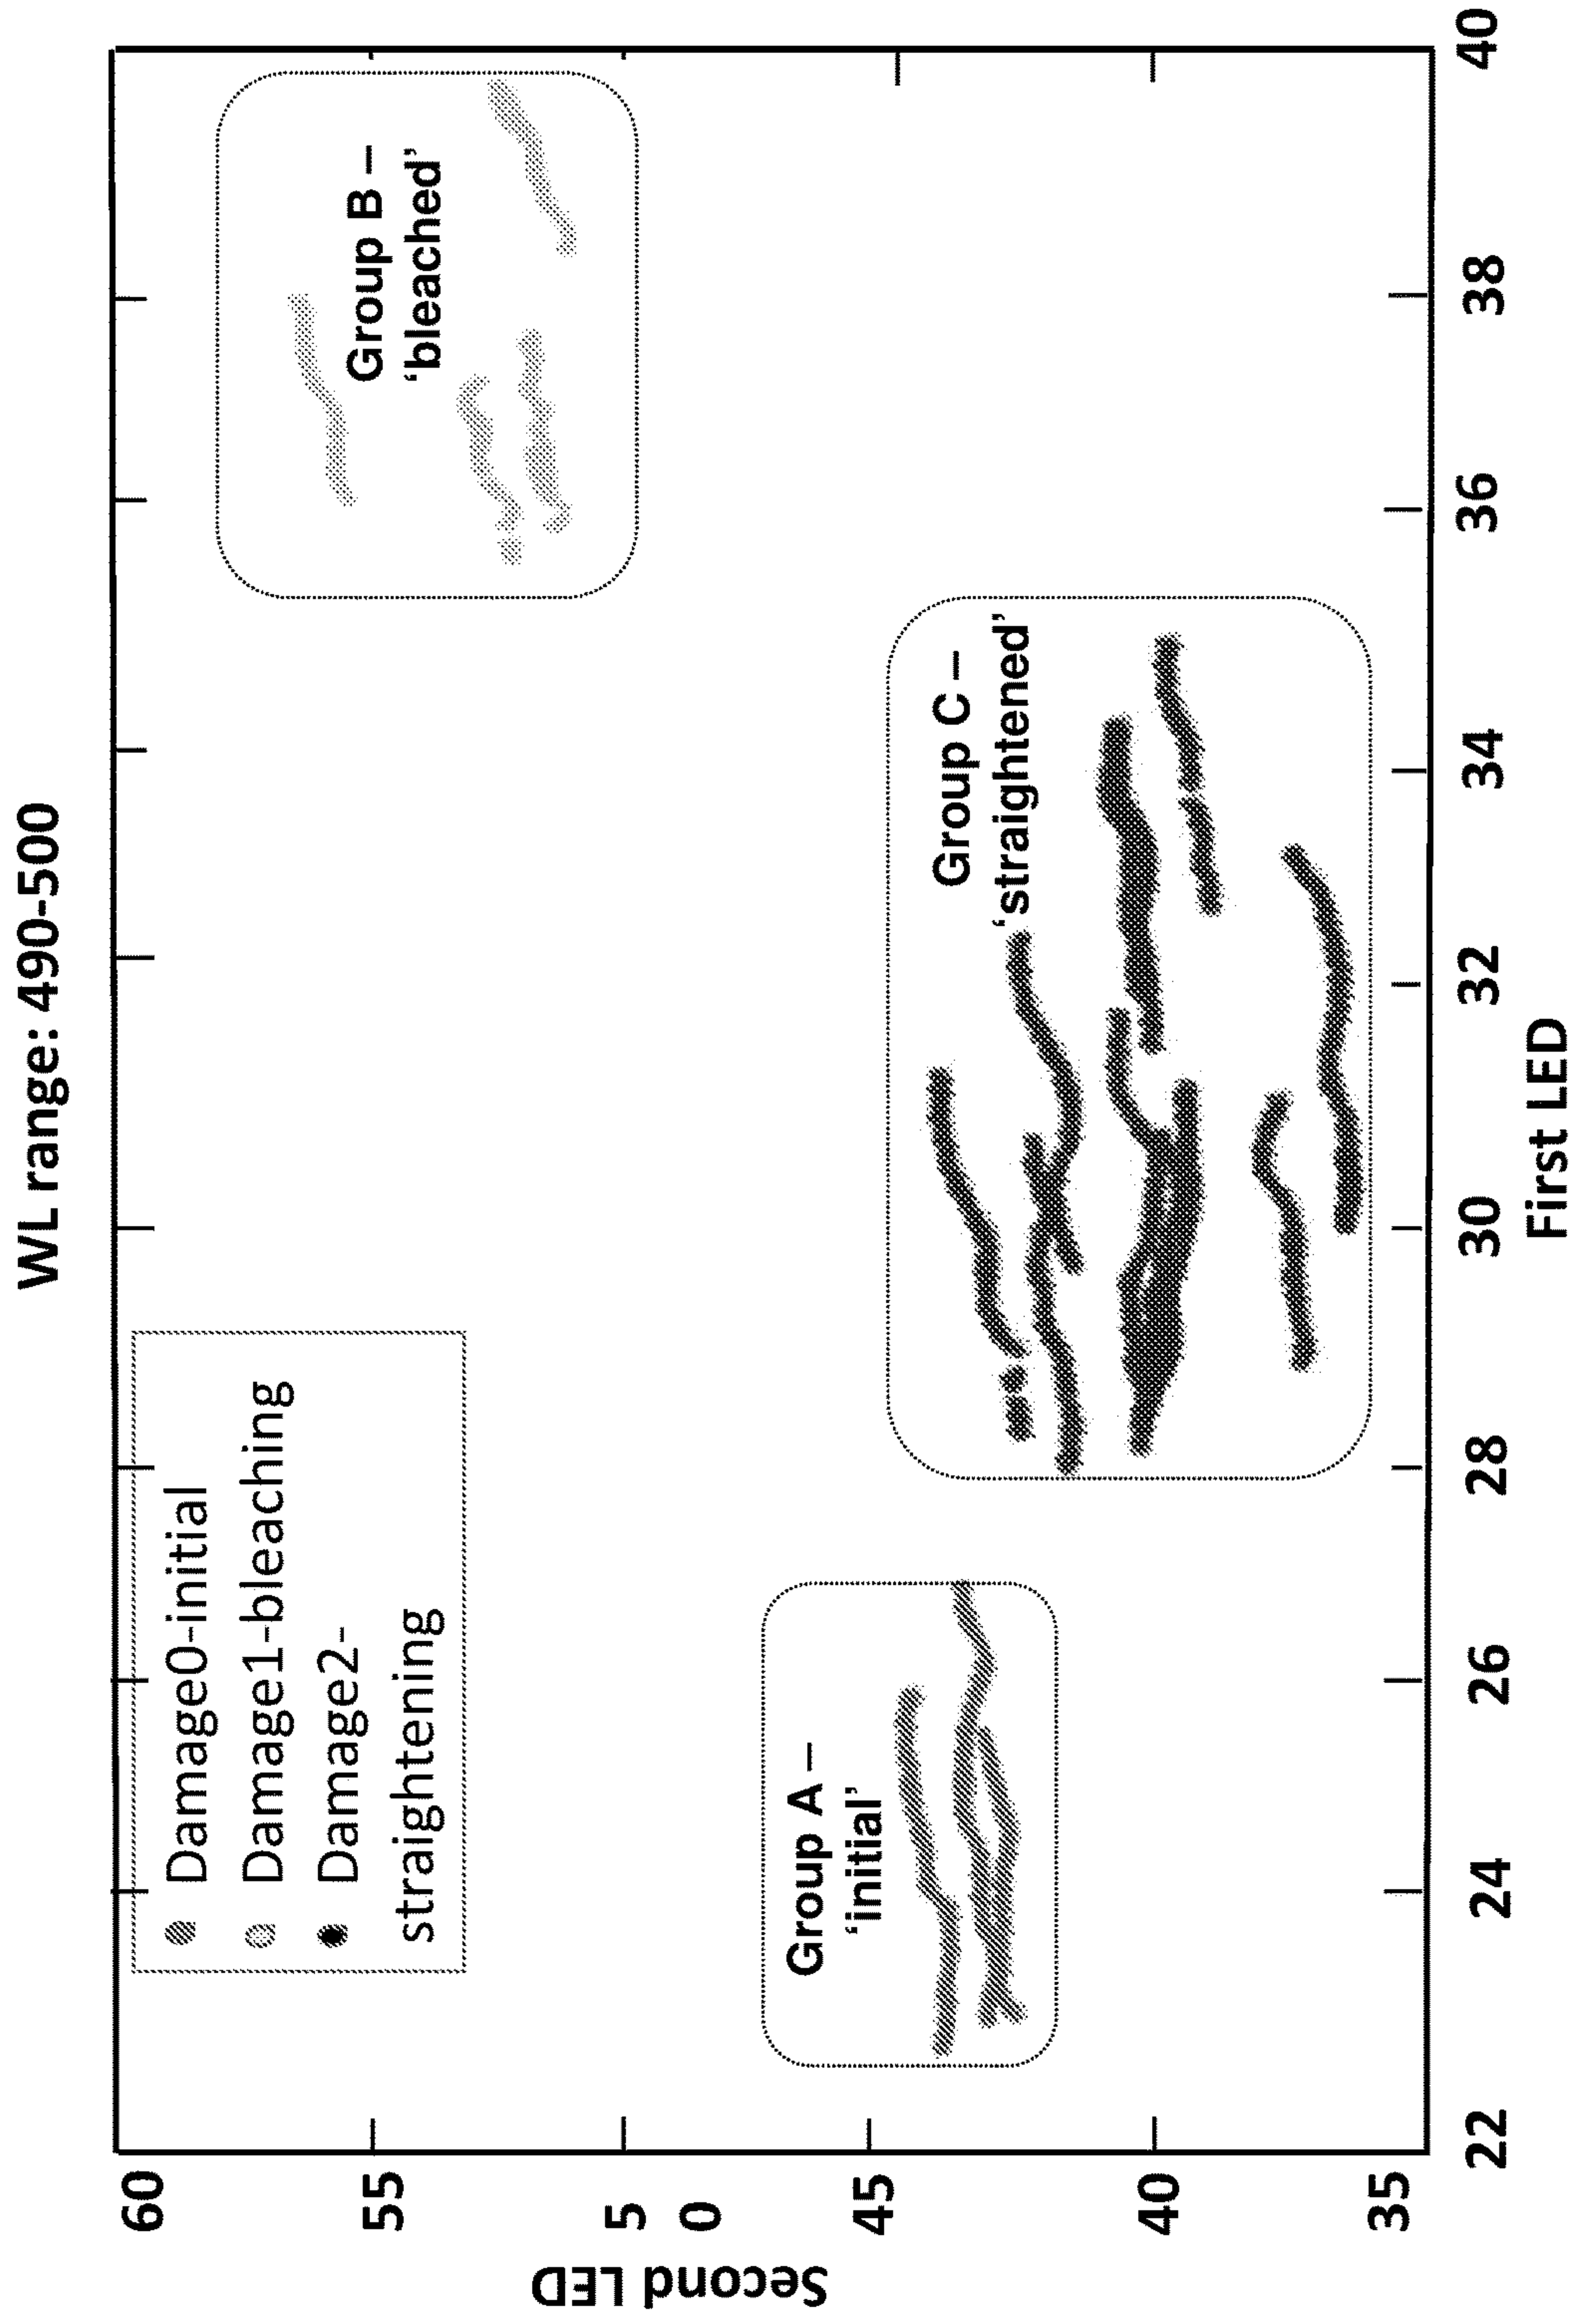 WL range: 490-500
Damage0-initial
Damage1-bleaching
Damage2-
straightening
Group A –
‘initial’
Group B –
‘bleached’
Group C –
‘straightened’
Second LED
60
55
5 0
45
40
35
22 24 26 28 30 32 34 36 38 40
First LED